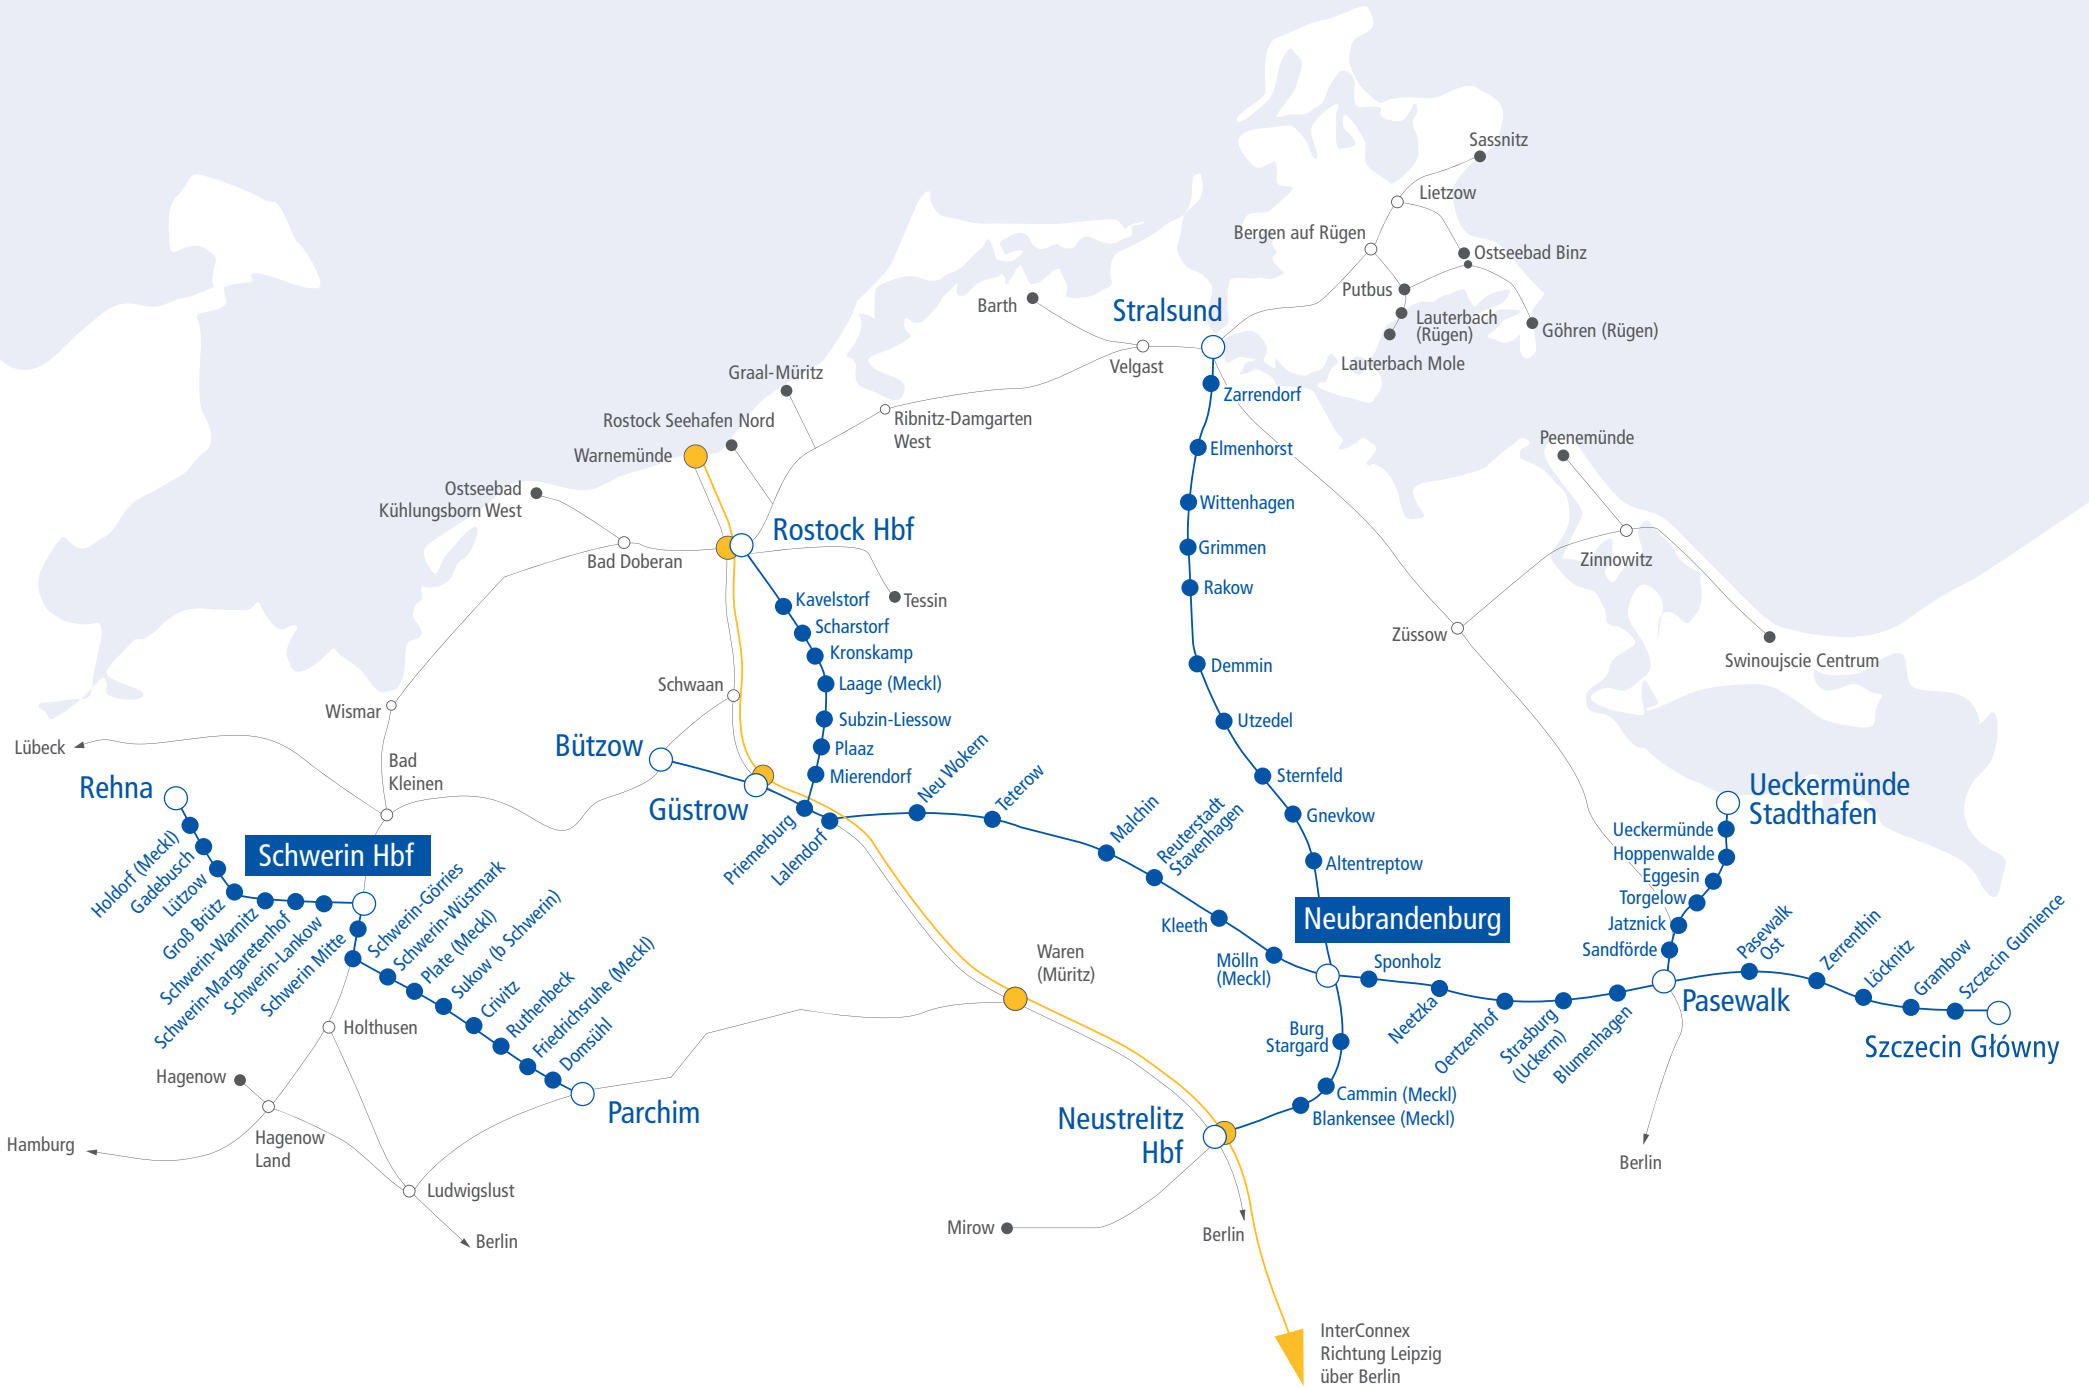 Sassnitz
Lietzow
Bergen auf Rügen
Ostseebad Binz
Putbus
Barth
Stralsund
Lauterbach
(Rügen)
Göhren (Rügen)
Velgast
Lauterbach Mole
Graal-Müritz
Zarrendorf
Rostock Seehafen Nord
Ribnitz-Damgarten
West
Warnemünde
Elmenhorst
Peenemünde
Ostseebad
Kühlungsborn West
Wittenhagen
Rostock Hbf
Grimmen
Bad Doberan
Zinnowitz
Rakow
Kavelstorf
Tessin
Scharstorf
Züssow
Kronskamp
Demmin
Swinoujscie Centrum
Schwaan
Laage (Meckl)
Wismar
Subzin-Liessow
Utzedel
Lübeck
Bützow
Plaaz
Neu Wokern
Bad
Kleinen
Mierendorf
Teterow
Sternfeld
Rehna
Güstrow
Ueckermünde
Stadthafen
Malchin
Reuterstadt
Stavenhagen
Gnevkow
Ueckermünde
Priemerburg
Lalendorf
Holdorf (Meckl)
Gadebusch
Lützow
Groß Brütz
Schwerin-Warnitz
Schwerin-Margaretenhof
Schwerin-Lankow
Schwerin Mitte
Schwerin Hbf
Schwerin-Görries
Schwerin-Wüstmark
Plate (Meckl)
Sukow (b Schwerin)
Crivitz
Ruthenbeck
Friedrichsruhe (Meckl)
Domsühl
Altentreptow
Hoppenwalde
Eggesin
Torgelow
Jatznick
Sandförde
Kleeth
Neubrandenburg
Mölln
(Meckl)
Sponholz
Neetzka
Oertzenhof
Strasburg
(Uckerm)
Blumenhagen
Pasewalk
Pasewalk
Ost
Zerrenthin
Löcknitz
Grambow
Szczecin Gumience
Szczecin Główny
Waren
(Müritz)
Holthusen
Burg
Stargard
Hagenow
Cammin (Meckl)
Blankensee (Meckl)
Parchim
Neustrelitz
Hbf
Hamburg
Hagenow
Land
Ludwigslust
Berlin
Berlin
Mirow
Berlin
InterConnex
Richtung Leipzig
über Berlin